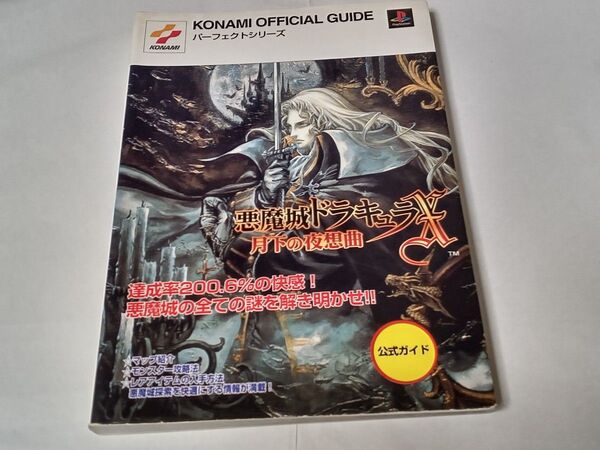 KONAMI
KONAMI OFFICIAL GUIDE
パーフェクトシリーズ
PlayStation
悪魔城ドラキュラX
月下の夜想曲
TM
達成率200.6%の快感！
悪魔城の全ての謎を解き明かせ!!
☆マップ紹介
☆モンスター攻略法
☆レアアイテムの入手方法
悪魔城探索を快適にする情報が満載！
公式ガイド